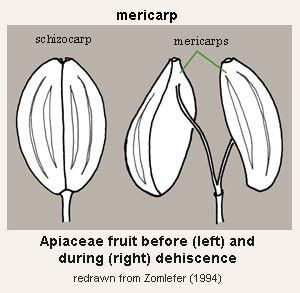 mericarp
schizocarp
mericarps
Apiaceae fruit before (left) and
during (right) dehiscence
redrawn from Zomlefer (1994)